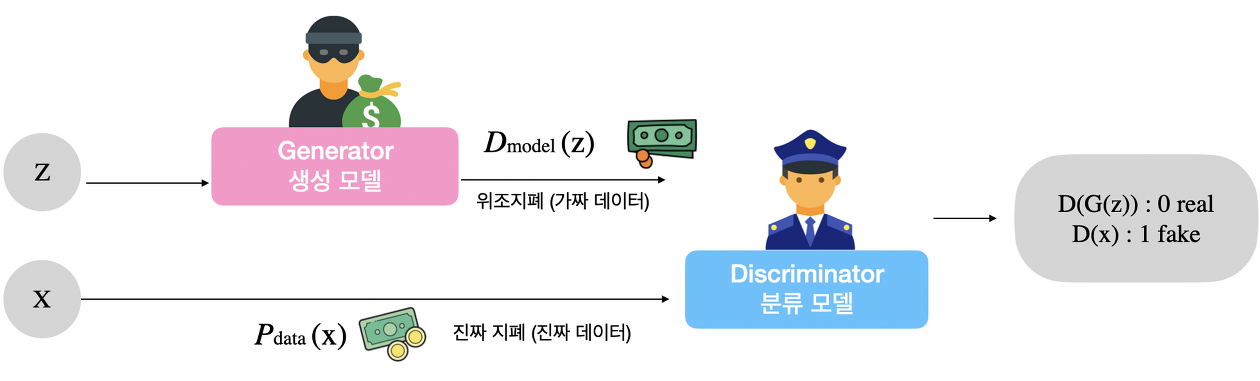 z
Generator
생성 모델
$
Dmodel (z)
위조지폐 (가짜 데이터)
x
Pdata (x)
진짜 지폐 (진짜 데이터)
Discriminator
분류 모델
D(G(z)) : 0 real
D(x) : 1 fake